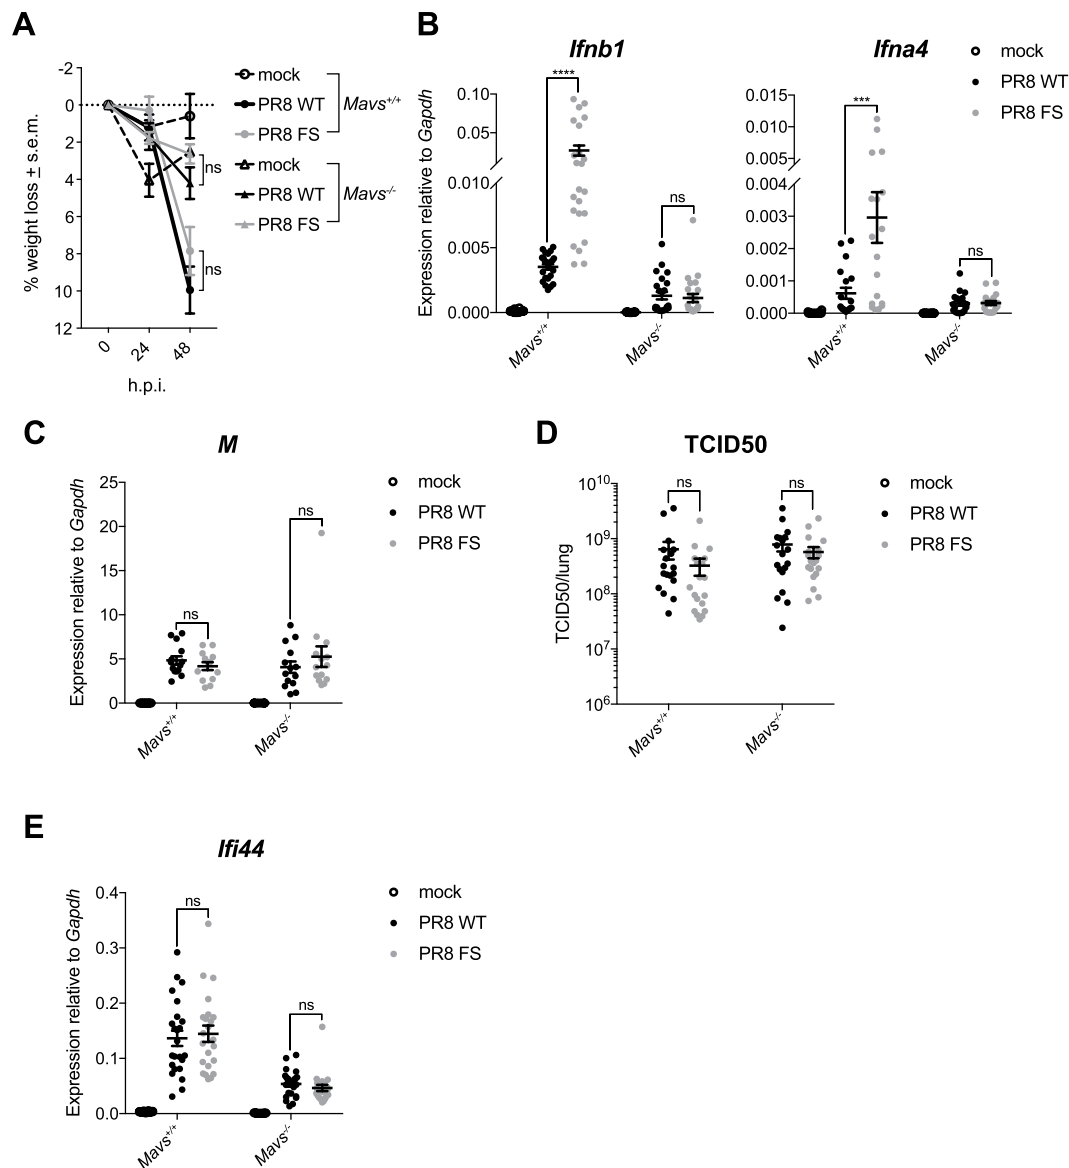 A
% weight loss ± s.e.m.
-2
0
2
4
6
8
10
12
0
24
48
h.p.i.
ns
ns
mock
PR8 WT
PR8 FS
Mavs+/+
mock
PR8 WT
PR8 FS
Mavs-/-
B
Ifnb1
Expression relative to Gapdh
0.10
0.05
0.010
0.005
0.000
****
ns
Mavs+/+
Mavs-/-
Ifna4
0.015
0.010
0.005
0.004
0.003
0.002
0.001
0.000
***
ns
Mavs+/+
Mavs-/-
mock
PR8 WT
PR8 FS
C
M
Expression relative to Gapdh
25
20
15
10
5
0
ns
ns
Mavs+/+
Mavs-/-
mock
PR8 WT
PR8 FS
D
TCID50
TCID50/lung
10^10
10^9
10^8
10^7
10^6
ns
ns
Mavs+/+
Mavs-/-
mock
PR8 WT
PR8 FS
E
Ifi44
Expression relative to Gapdh
0.4
0.3
0.2
0.1
0.0
ns
ns
Mavs+/+
Mavs-/-
mock
PR8 WT
PR8 FS